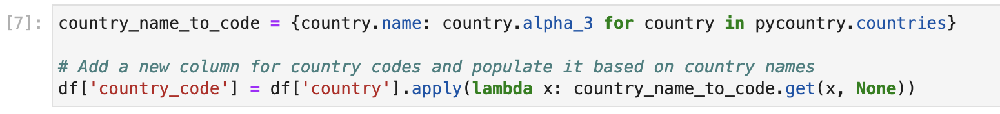 [7]: country_name_to_code = {country.name: country.alpha_3 for country in pycountry.countries}
# Add a new column for country codes and populate it based on country names
df['country_code'] = df['country'].apply(lambda x: country_name_to_code.get(x, None))